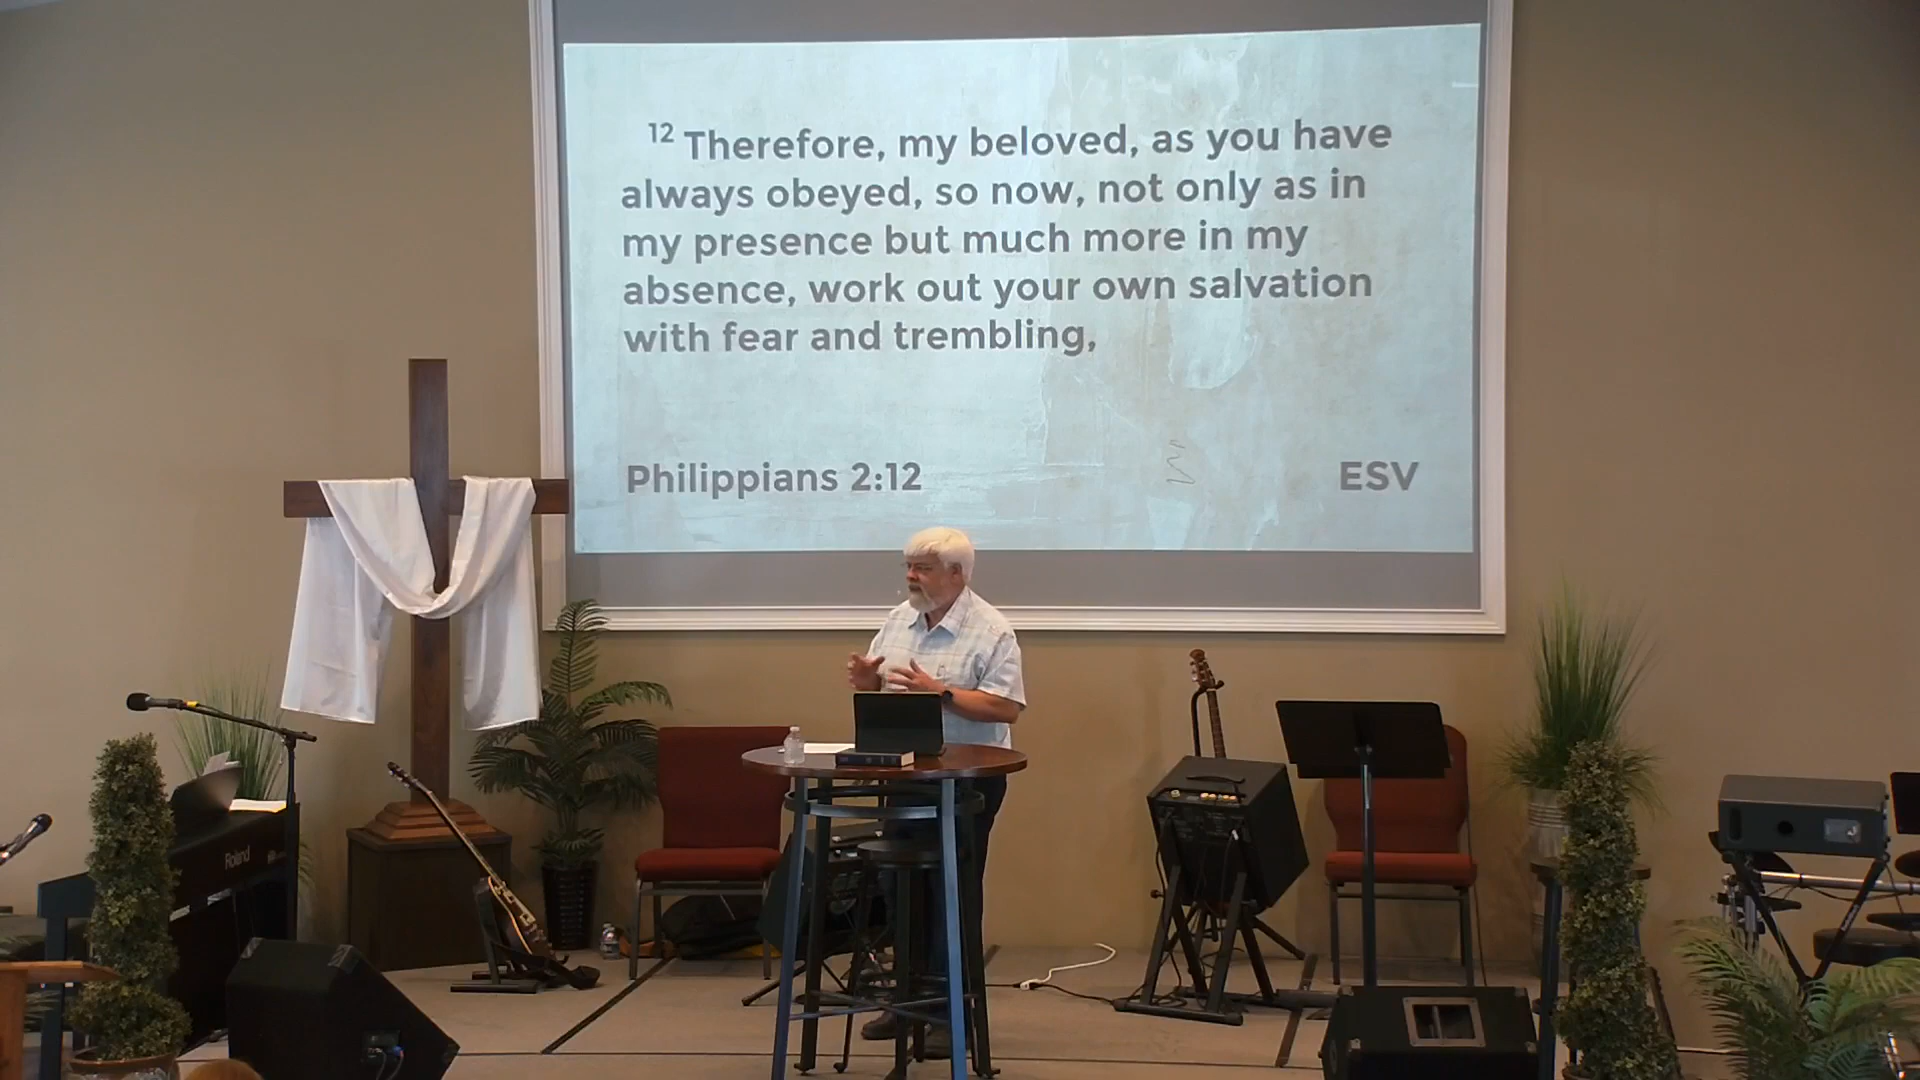 12 Therefore, my beloved, as you have
always obeyed, so now, not only as in
my presence but much more in my
absence, work out your own salvation
with fear and trembling,
Philippians 2:12 ESV
Roland